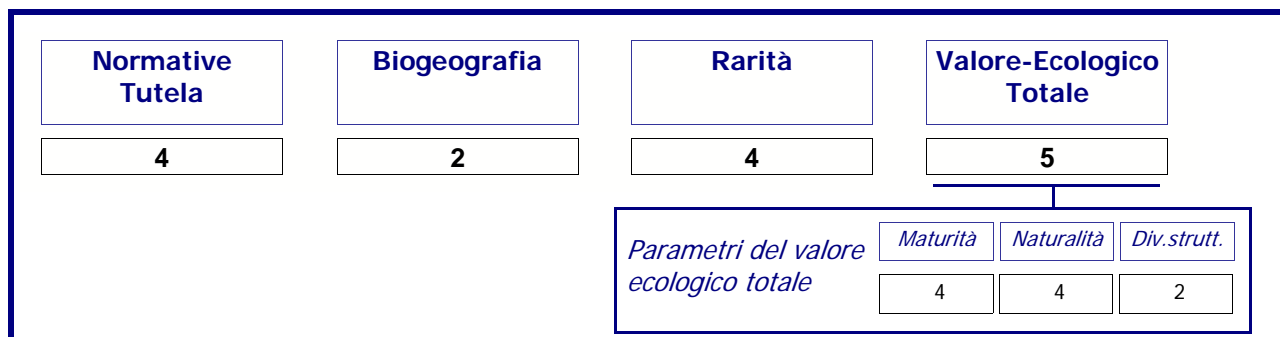 Normative
Tutela
Biogeografia
Rarità
Valore-Ecologico
Totale
4
2
4
5
Parametri del valore
ecologico totale
Maturità
Naturalità
Div.strutt.
4
4
2